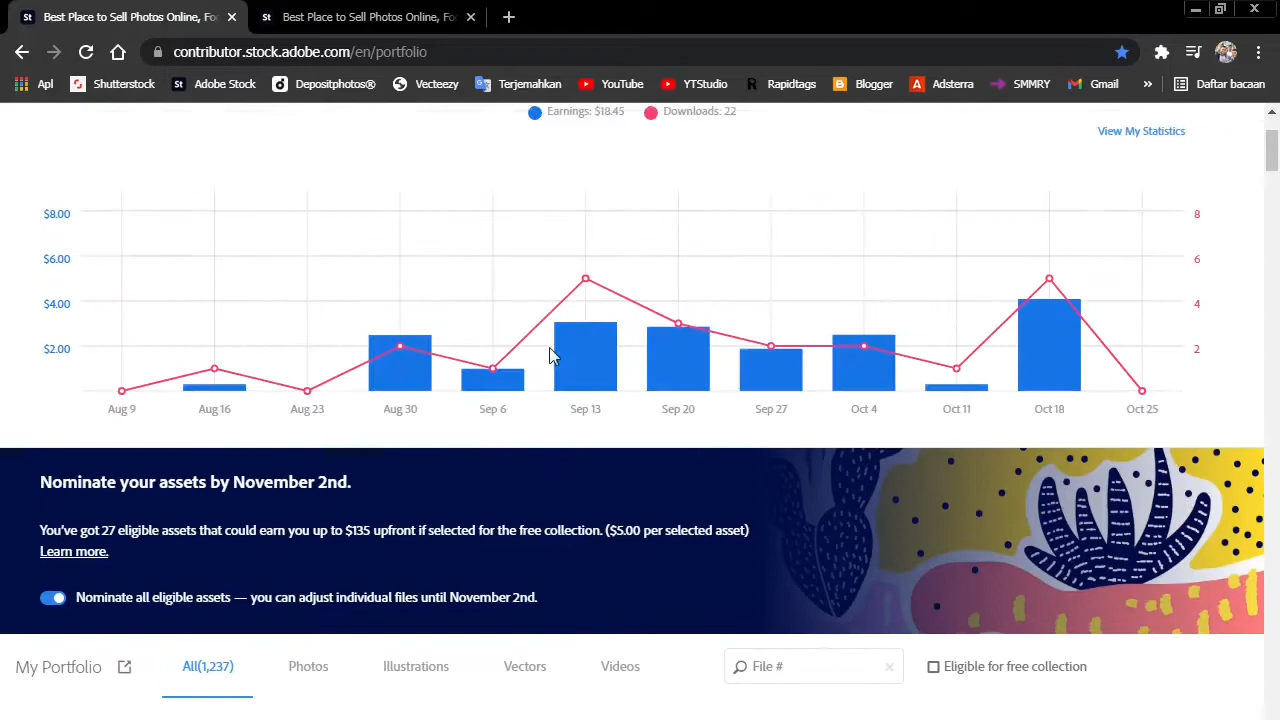 St Best Place to Sell Photos Online, Fo
St Best Place to Sell Photos Online, Fo
contributor.stock.adobe.com/en/portfolio
Apl Shutterstock St Adobe Stock Depositphotos® Vecteezy Terjemahkan YouTube YTStudio R Rapidtags Blogger A Adsterra SMMRY Gmail » Daftar bacaan
Earnings: $18.45 Downloads: 22
View My Statistics
$8.00 8
$6.00 6
$4.00 4
$2.00 2
Aug 9 Aug 16 Aug 23 Aug 30 Sep 6 Sep 13 Sep 20 Sep 27 Oct 4 Oct 11 Oct 18 Oct 25
Nominate your assets by November 2nd.
You've got 27 eligible assets that could earn you up to $135 upfront if selected for the free collection. ($5.00 per selected asset)
Learn more.
Nominate all eligible assets — you can adjust individual files until November 2nd.
My Portfolio All(1,237) Photos Illustrations Vectors Videos File # Eligible for free collection